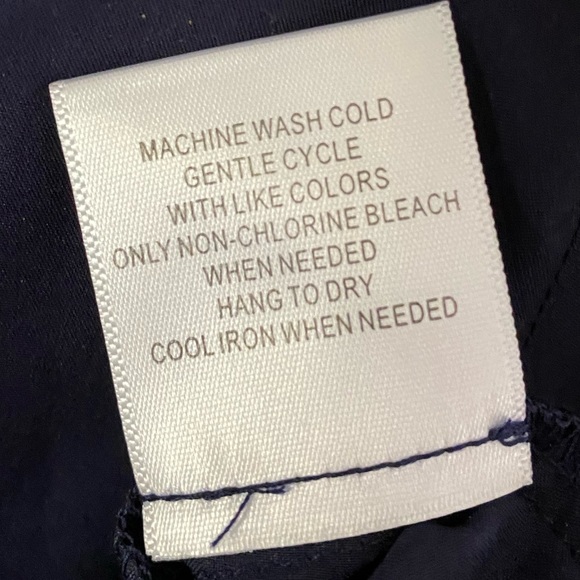 MACHINE WASH COLD
GENTLE CYCLE
WITH LIKE COLORS
ONLY NON-CHLORINE BLEACH
WHEN NEEDED
HANG TO DRY
COOL IRON WHEN NEEDED